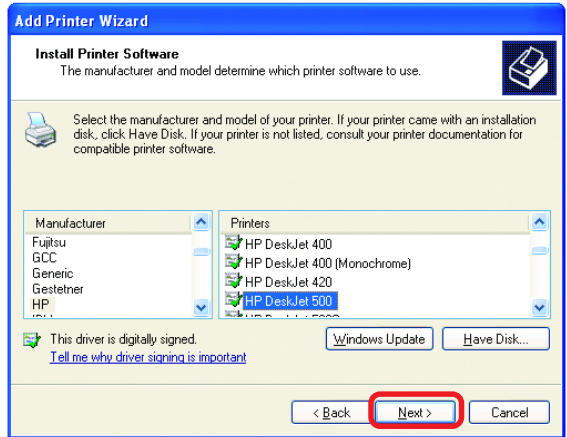 Add Printer Wizard
Install Printer Software
The manufacturer and model determine which printer software to use.
Select the manufacturer and model of your printer. If your printer came with an installation
disk, click Have Disk. If your printer is not listed, consult your printer documentation for
compatible printer software.
Manufacturer
Fujitsu
GCC
Generic
Gestetner
HP
Printers
HP DeskJet 400
HP DeskJet 400 (Monochrome)
HP DeskJet 420
HP DeskJet 500
This driver is digitally signed.
Tell me why driver signing is important
Windows Update
Have Disk...
< Back
Next >
Cancel